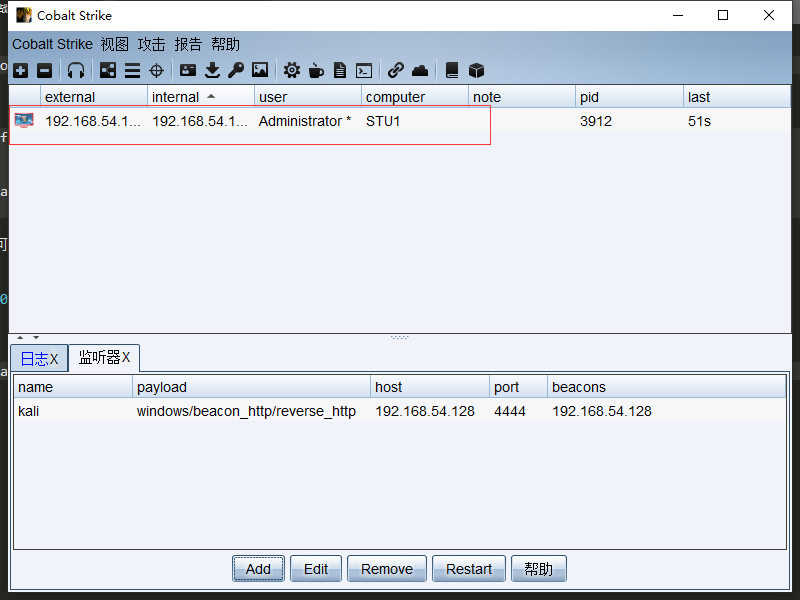 Cobalt Strike
Cobalt Strike 视图 攻击 报告 帮助
external internal user computer note pid last
192.168.54.1... 192.168.54.1... Administrator * STU1 3912 51s
日志X 监听器X
name payload host port beacons
kali windows/beacon_http/reverse_http 192.168.54.128 4444 192.168.54.128
Add Edit Remove Restart 帮助